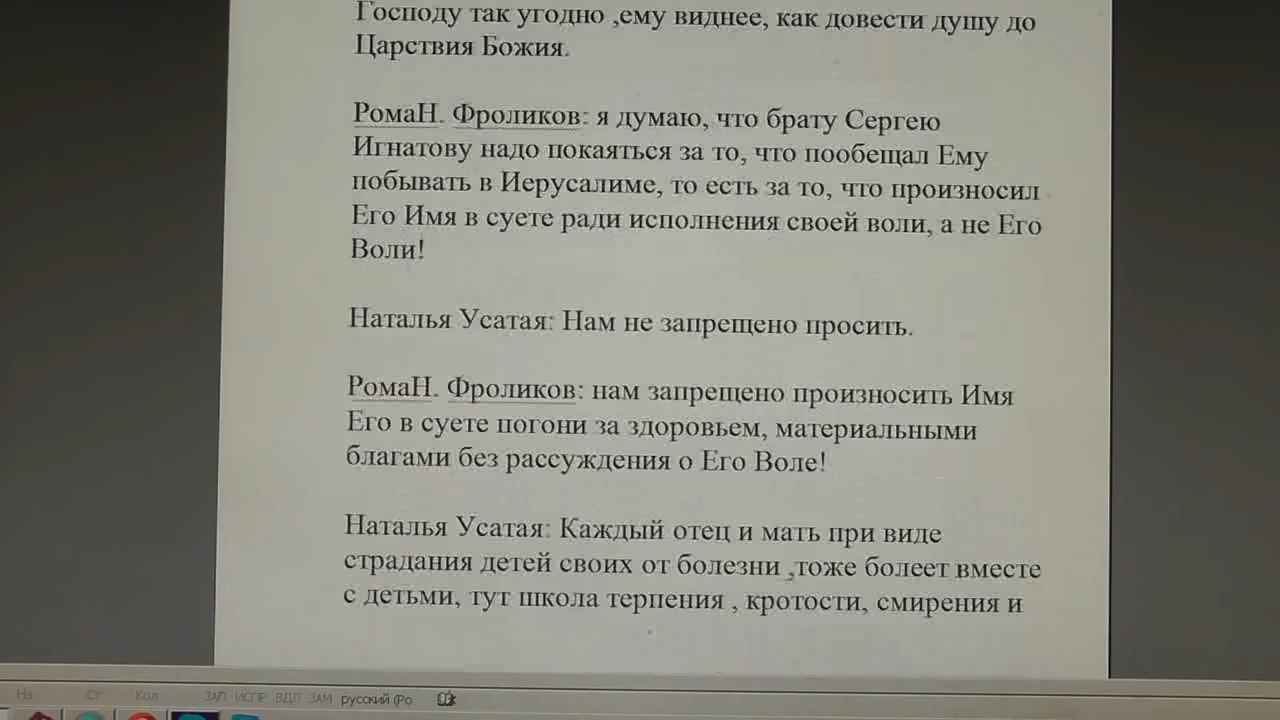 Господу так угодно ,ему виднее, как довести душу до
Царствия Божия.
РомаН. Фроликов: я думаю, что брату Сергею
Игнатову надо покаяться за то, что пообещал Ему
побывать в Иерусалиме, то есть за то, что произносил
Его Имя в суете ради исполнения своей воли, а не Его
Воли!
Наталья Усатая: Нам не запрещено просить.
РомаН. Фроликов: нам запрещено произносить Имя
Его в суете погони за здоровьем, материальными
благами без рассуждения о Его Воле!
Наталья Усатая: Каждый отец и мать при виде
страдания детей своих от болезни ,тоже болеет вместе
с детьми, тут школа терпения , кротости, смирения и
На Ст Кол ЗАП ИСПР ВДЛ ЗАМ русский (Ро